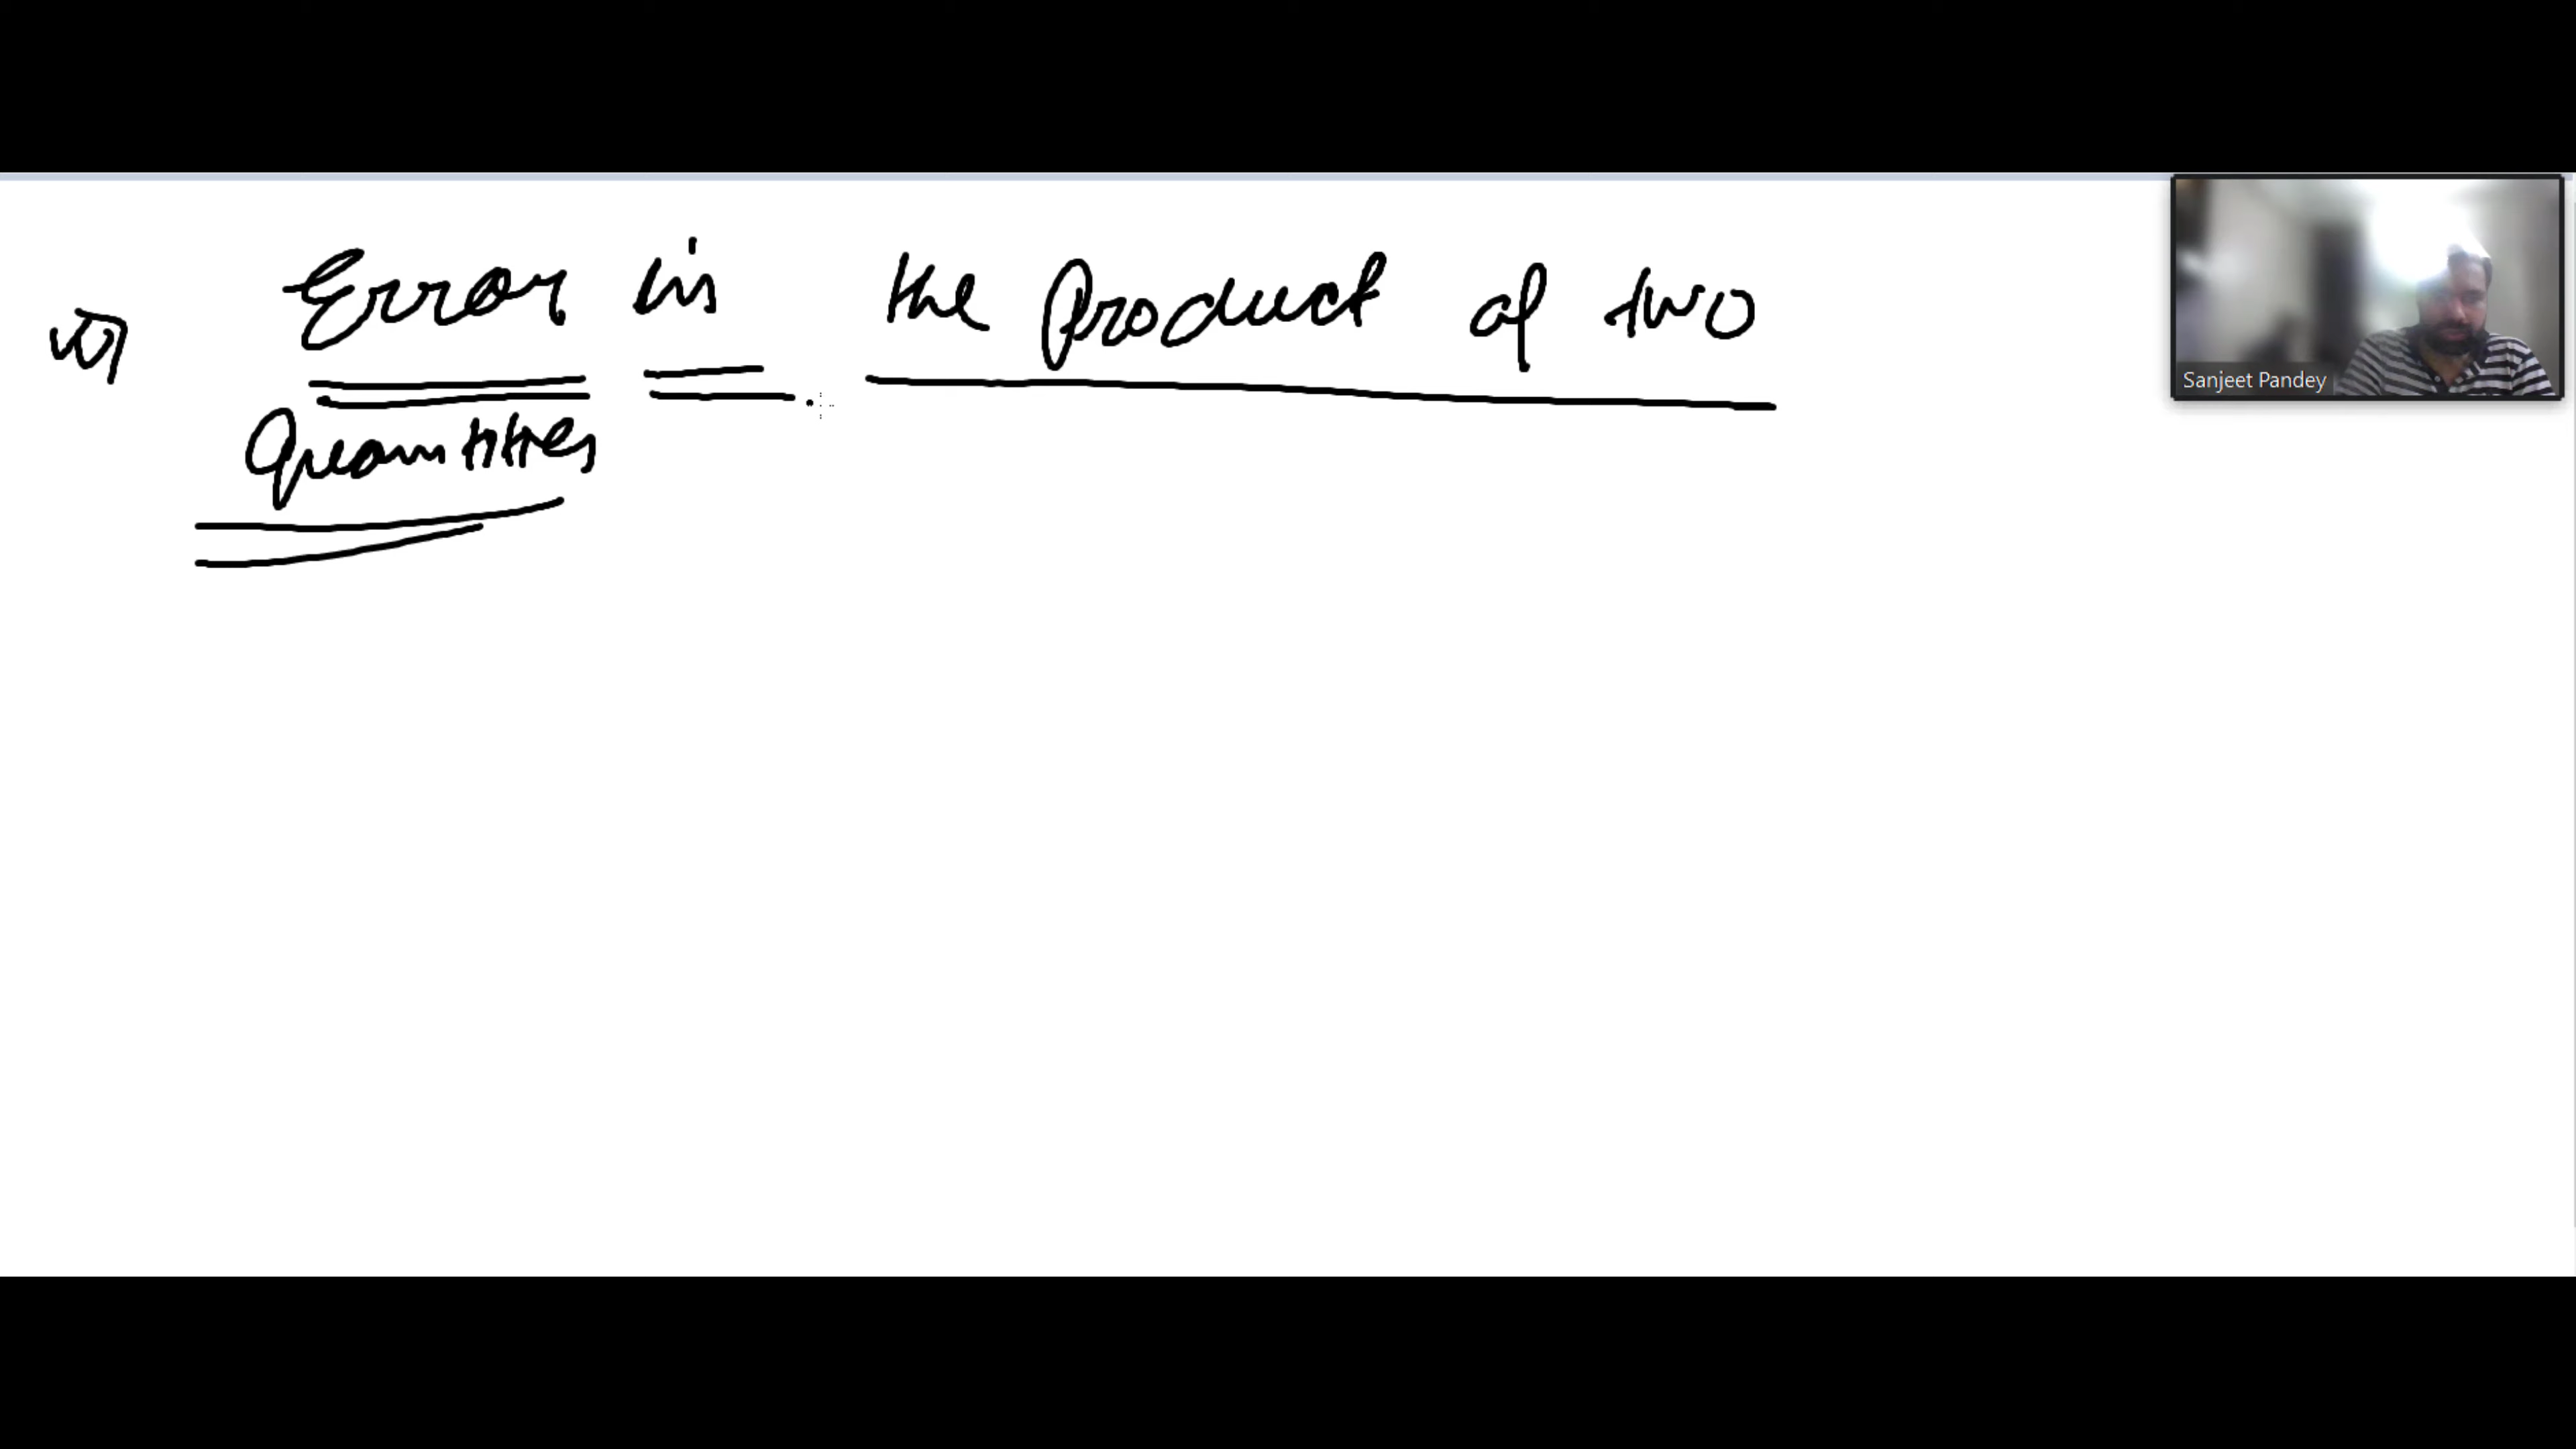 Error in the Product of two
Quantities
Sanjeet Pandey